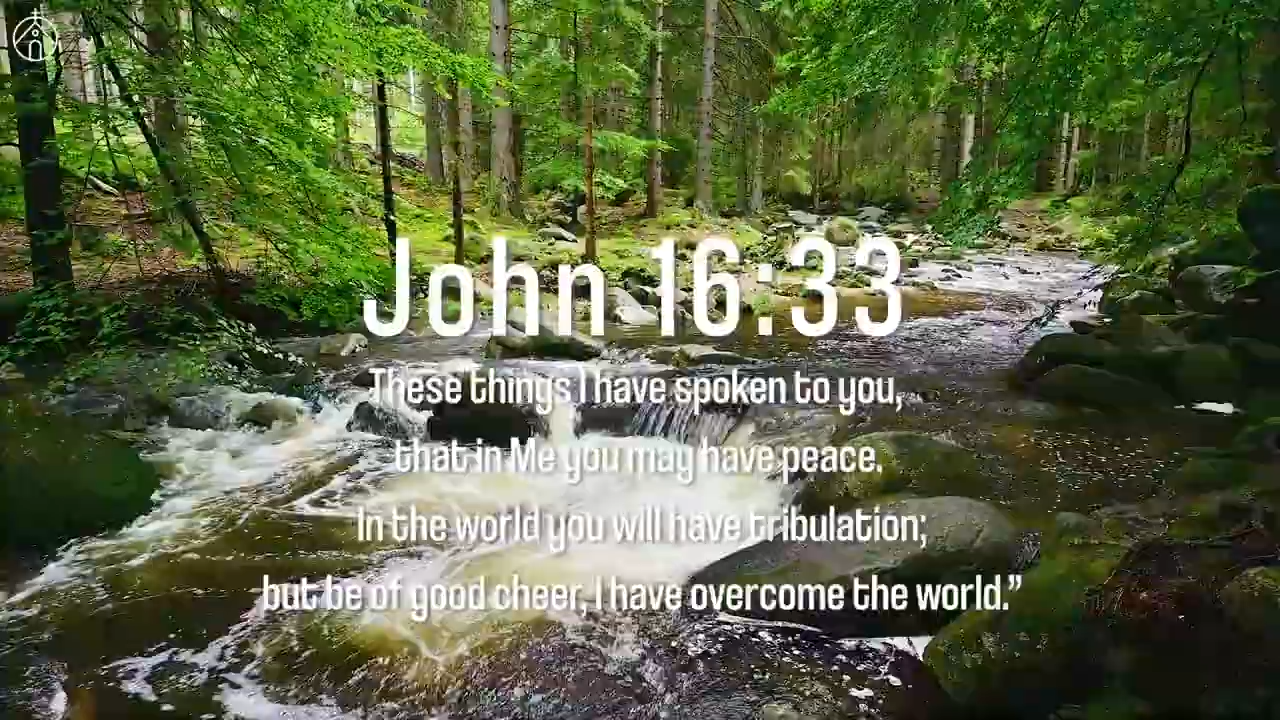 John 16:33
These things I have spoken to you,
that in Me you may have peace.
In the world you will have tribulation;
but be of good cheer, I have overcome the world.”